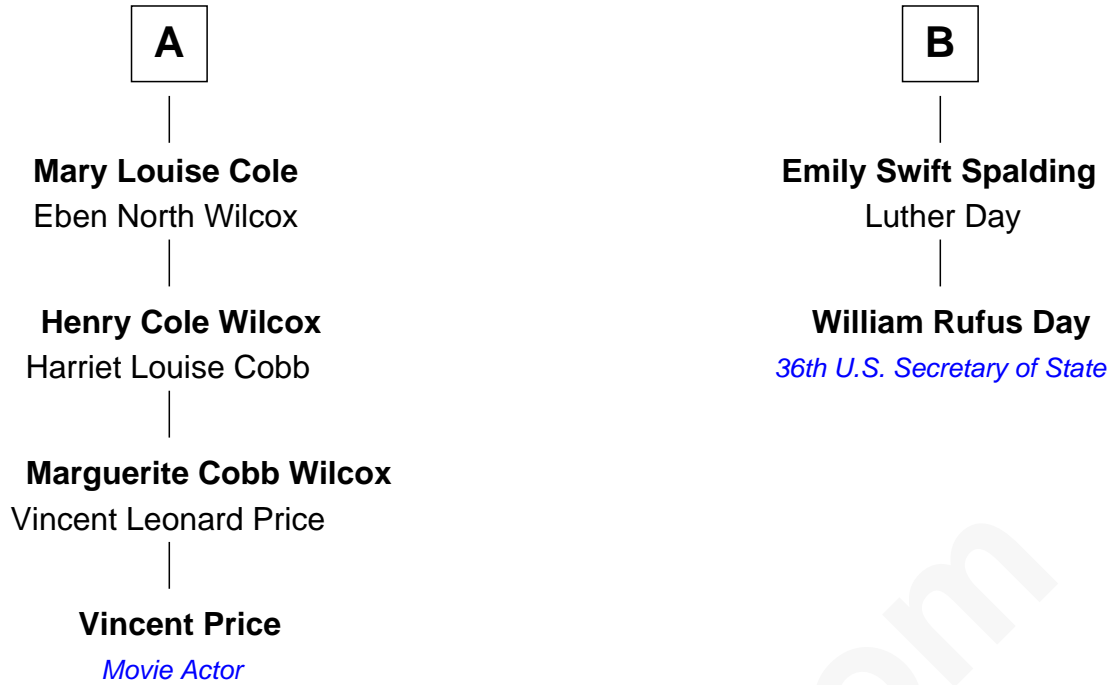 A
Mary Louise Cole
Eben North Wilcox
Henry Cole Wilcox
Harriet Louise Cobb
Marguerite Cobb Wilcox
Vincent Leonard Price
Vincent Price
Movie Actor
B
Emily Swift Spalding
Luther Day
William Rufus Day
36th U.S. Secretary of State
om